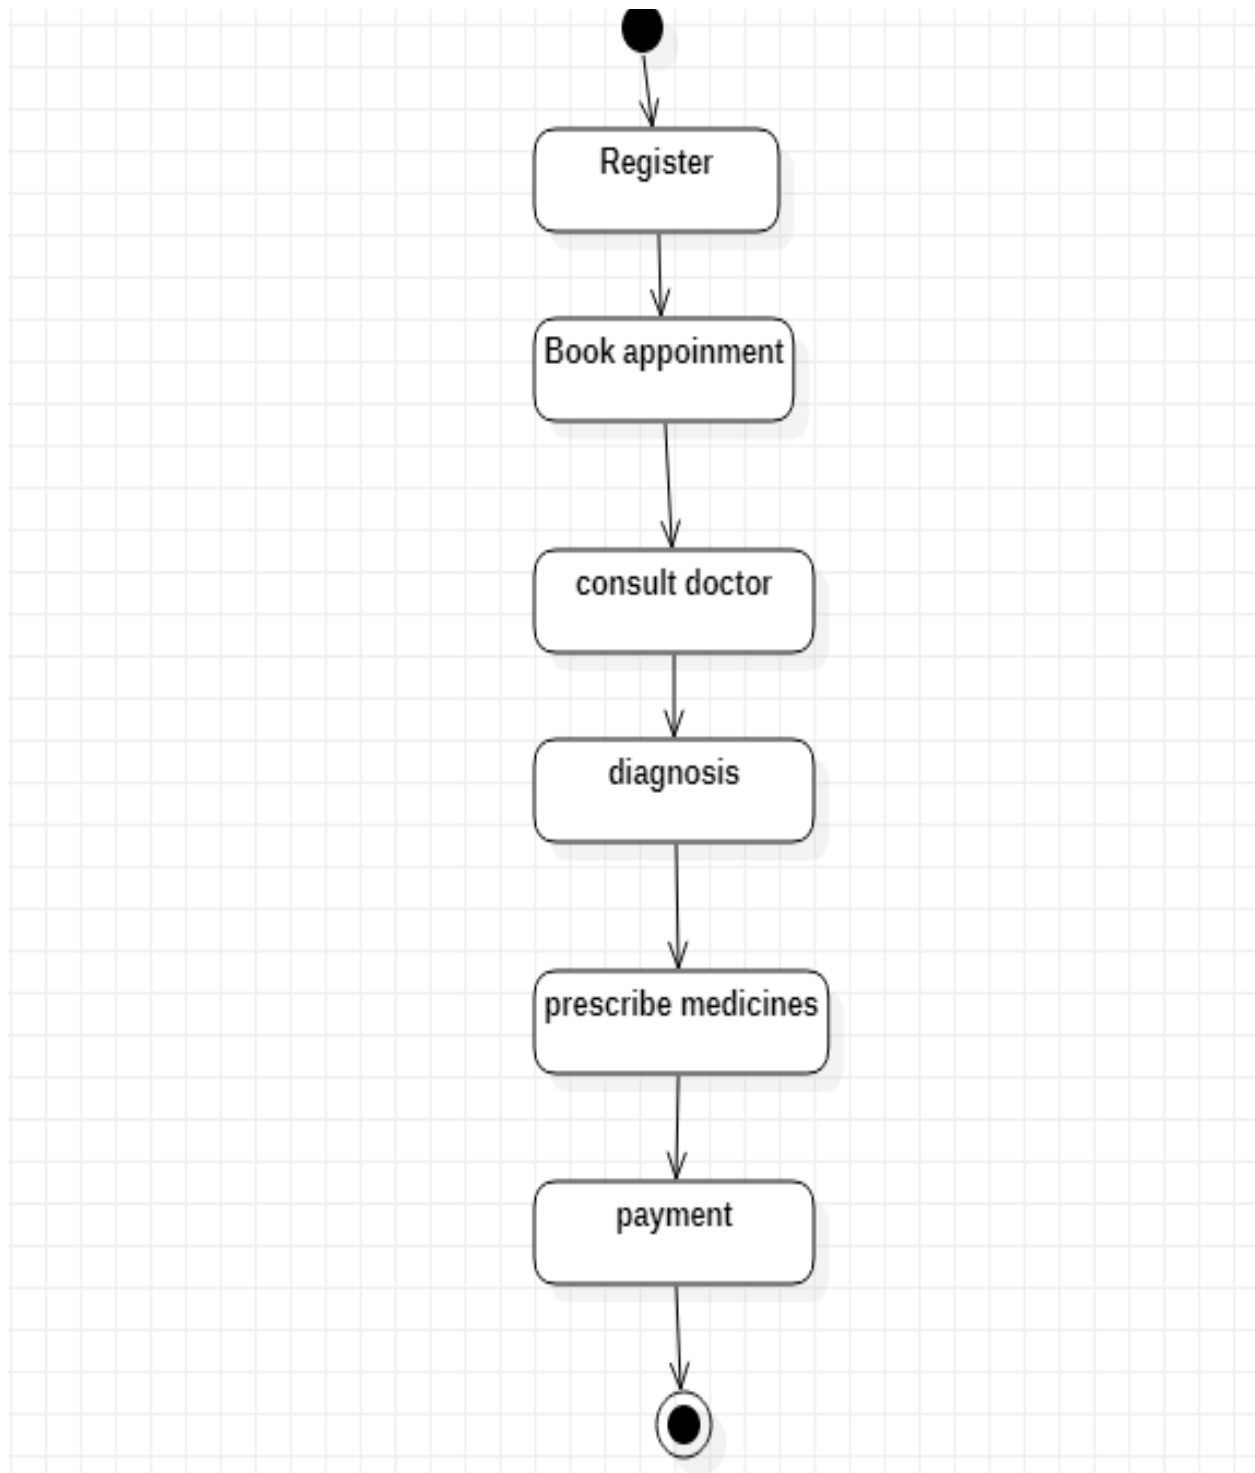 Register
Book appoinment
consult doctor
diagnosis
prescribe medicines
payment